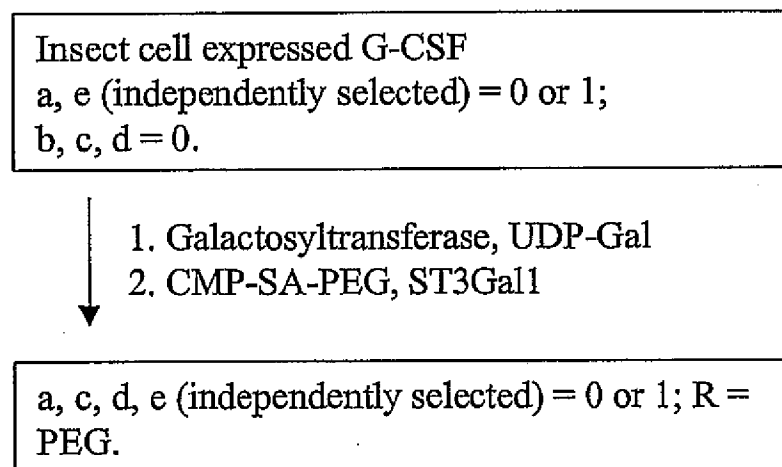 Insect cell expressed G-CSF
a, e (independently selected) = 0 or 1;
b, c, d = 0.
1. Galactosyltransferase, UDP-Gal
2. CMP-SA-PEG, ST3Gal1
a, c, d, e (independently selected) = 0 or 1; R =
PEG.